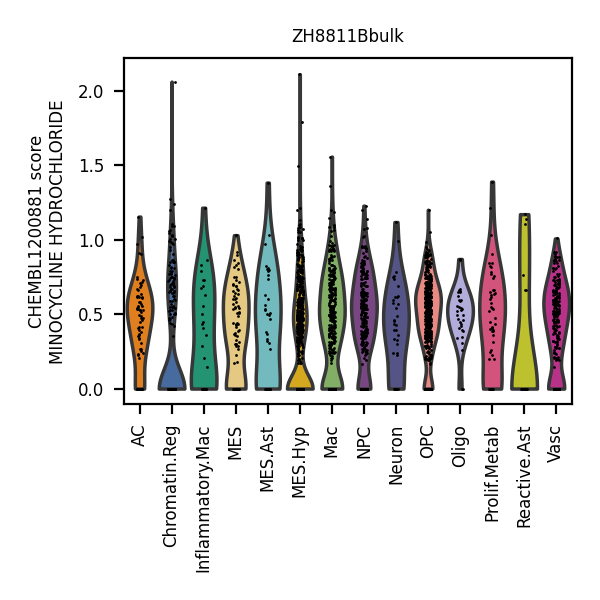 ZH8811Bbulk
CHEMBL1200881 score
MINOCYCLINE HYDROCHLORIDE
2.0
1.5
1.0
0.5
0.0
AC
Chromatin.Reg
Inflammatory.Mac
MES
MES.Ast
MES.Hyp
Mac
NPC
Neuron
OPC
Oligo
Prolif.Metab
Reactive.Ast
Vasc